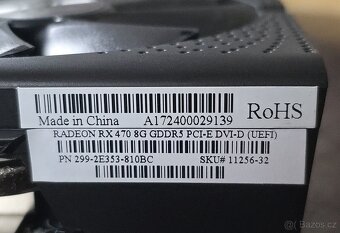 Made in China A172400029139 RoHS
RADEON RX 470 8G GDDR5 PCI-E DVI-D (UEFI)
PN 299-2E353-810BC SKU# 11256-32
Bazoš.cz